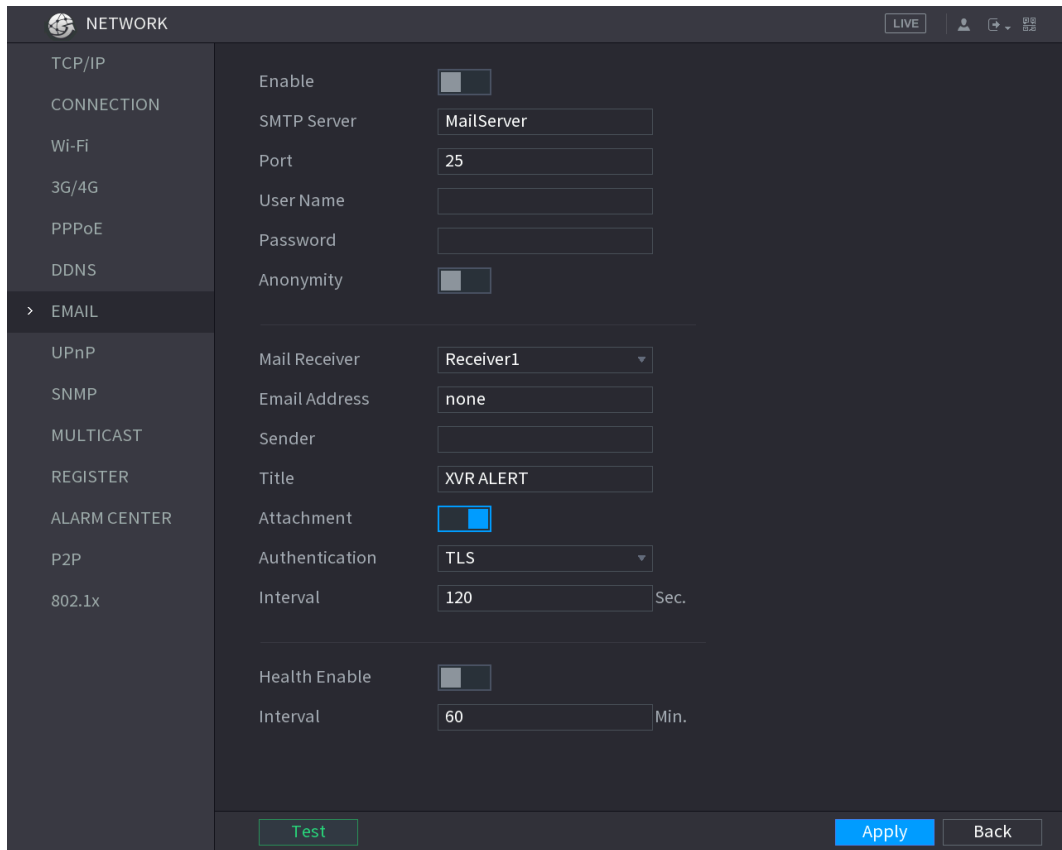 NETWORK
LIVE
TCP/IP
CONNECTION
Wi-Fi
3G/4G
PPPoE
DDNS
EMAIL
UPnP
SNMP
MULTICAST
REGISTER
ALARM CENTER
P2P
802.1x
Enable
SMTP Server MailServer
Port 25
User Name
Password
Anonymity
Mail Receiver Receiver1
Email Address none
Sender
Title XVR ALERT
Attachment
Authentication TLS
Interval 120 Sec.
Health Enable
Interval 60 Min.
Test Apply Back